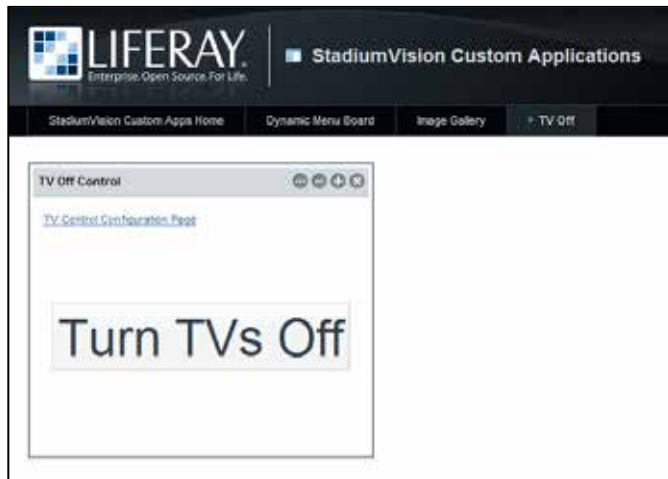 LIFERAY.
Enterprise. Open Source. For Life.
StadiumVision Custom Applications
StadiumVision Custom Apps Home
Dynamic Menu Board
Image Gallery
+ TV Off
TV Off Control
TV Control Configuration Page
Turn TVs Off